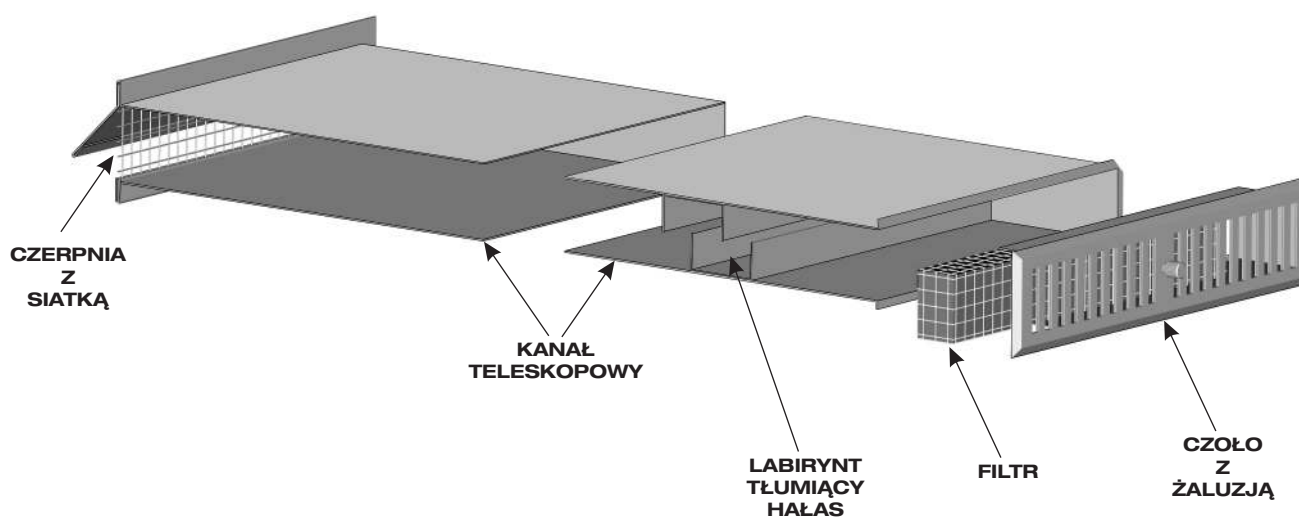 CZERPNIA
Z
SIATKĄ
KANAŁ
TELESKOPOWY
LABIRYNT
TŁUMIĄCY
HAŁAS
FILTR
CZOŁO
Z
ŻALUZJĄ